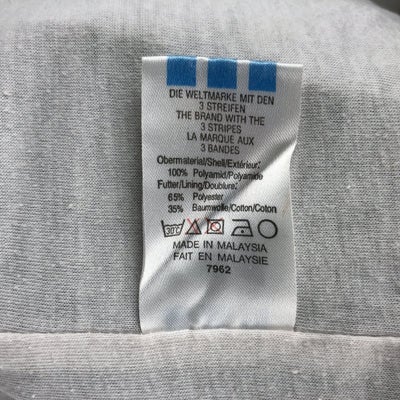 DIE WELTMARKE MIT DEN
3 STREIFEN
THE BRAND WITH THE
3 STRIPES
LA MARQUE AUX
3 BANDES
Obermaterial/Shell/Extérieur:
100% Polyamid/Polyamide
Futter/Lining/Doublure:
65% Polyester
35% Baumwolle/Cotton/Coton
30°C
MADE IN MALAYSIA
FAIT EN MALAYSIE
7962